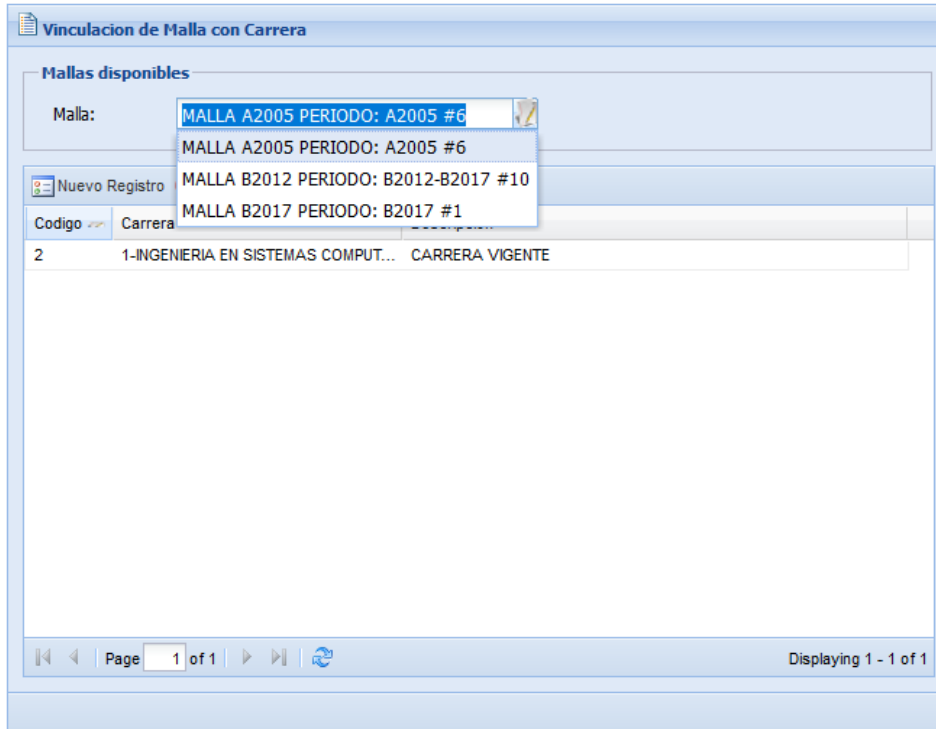 Vinculacion de Malla con Carrera
Mallas disponibles
Malla: MALLA A2005 PERIODO: A2005 #6
MALLA A2005 PERIODO: A2005 #6
MALLA B2012 PERIODO: B2012-B2017 #10
MALLA B2017 PERIODO: B2017 #1
Nuevo Registro
Codigo Carrera
2 1-INGENIERIA EN SISTEMAS COMPUT... CARRERA VIGENTE
Page 1 of 1 Displaying 1 - 1 of 1